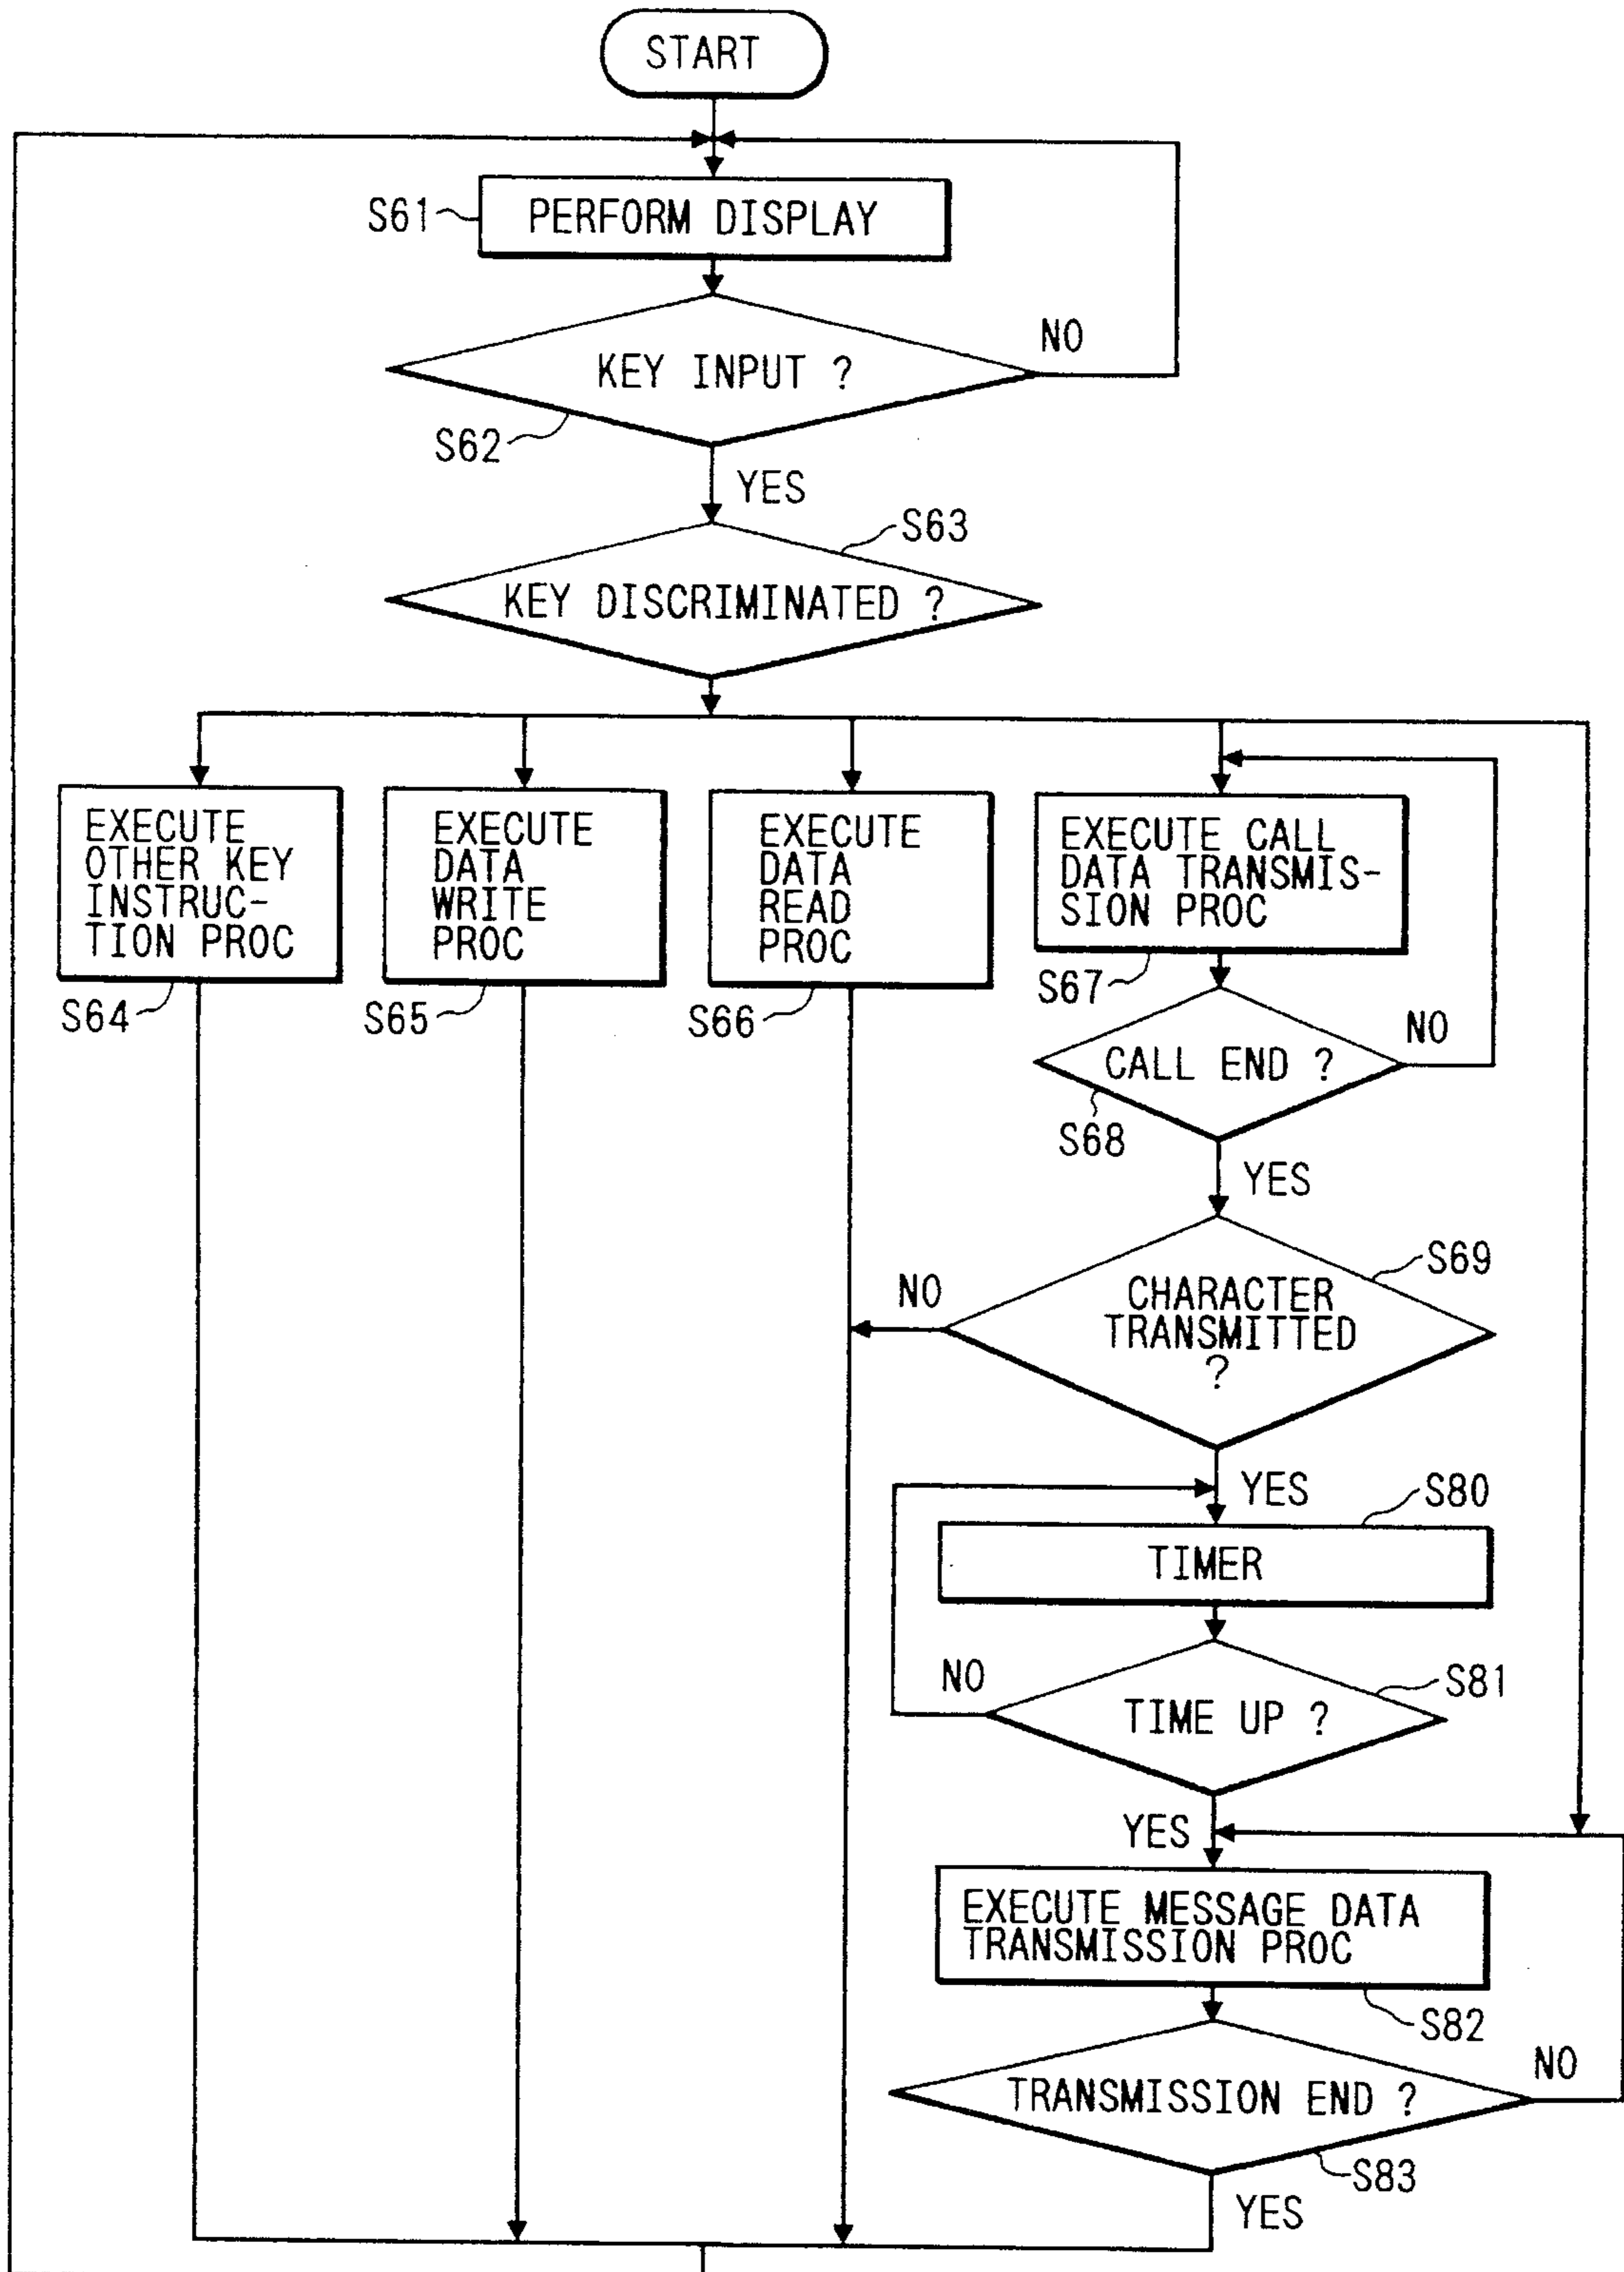 START
S61
PERFORM DISPLAY
NO
KEY INPUT ?
S62
YES
S63
KEY DISCRIMINATED ?
EXECUTE
OTHER KEY
INSTRUC-
TION PROC
S64
EXECUTE
DATA
WRITE
PROC
S65
EXECUTE
DATA
READ
PROC
S66
EXECUTE CALL
DATA TRANSMIS-
SION PROC
S67
NO
CALL END ?
S68
YES
S69
NO
CHARACTER
TRANSMITTED
?
YES
S80
TIMER
NO
S81
TIME UP ?
YES
EXECUTE MESSAGE DATA
TRANSMISSION PROC
S82
NO
TRANSMISSION END ?
S83
YES